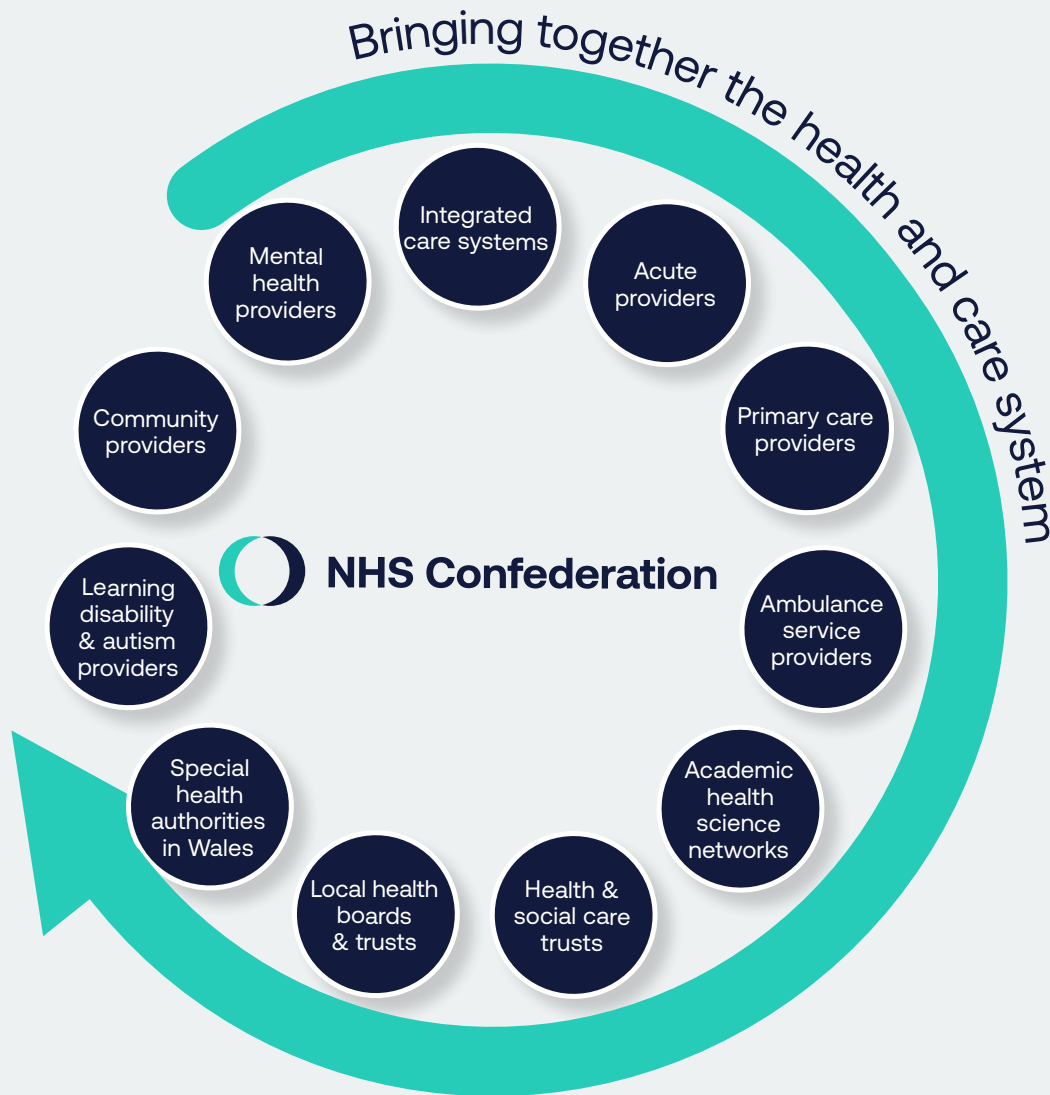 Bringing together the health and care system
Integrated
care systems
Acute
providers
Primary care
providers
Ambulance
service
providers
Academic
health
science
networks
Health &
social care
trusts
Local health
boards
& trusts
Special
health
authorities
in Wales
Learning
disability
& autism
providers
Community
providers
Mental
health
providers
NHS Confederation